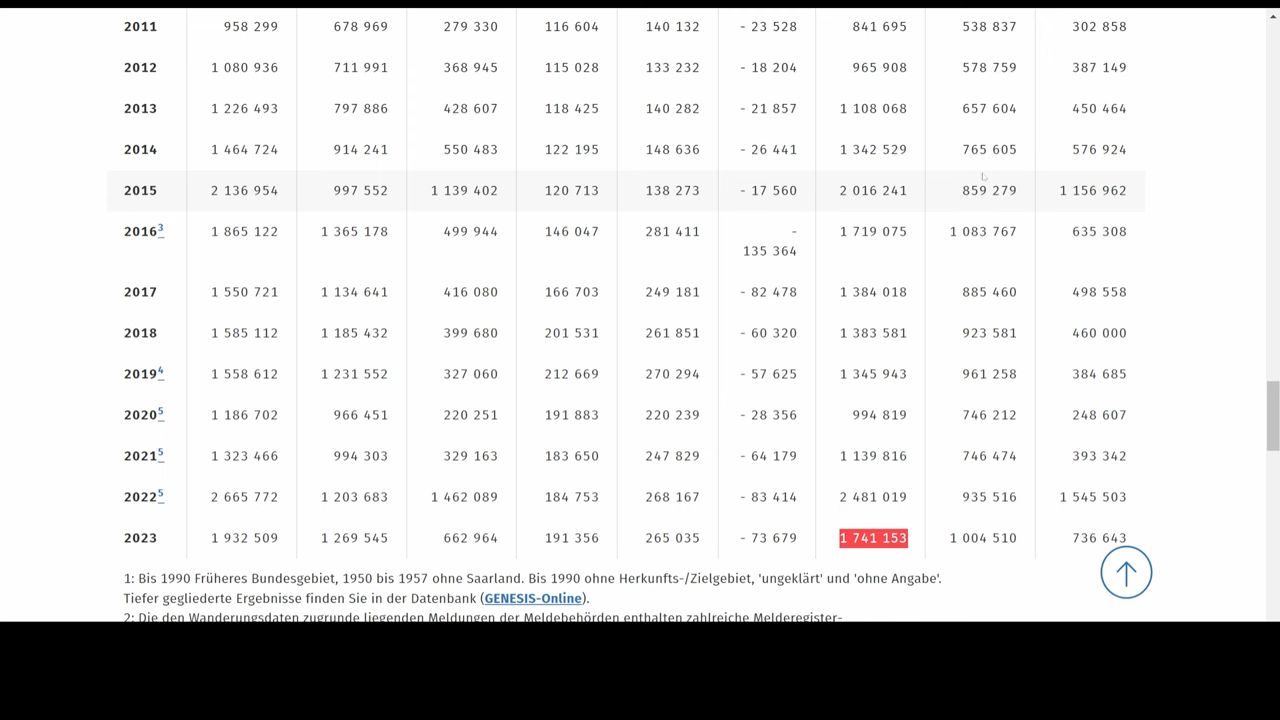 2011 958 299 678 969 279 330 116 604 140 132 - 23 528 841 695 538 837 302 858
2012 1 080 936 711 991 368 945 115 028 133 232 - 18 204 965 908 578 759 387 149
2013 1 226 493 797 886 428 607 118 425 140 282 - 21 857 1 108 068 657 604 450 464
2014 1 464 724 914 241 550 483 122 195 148 636 - 26 441 1 342 529 765 605 576 924
2015 2 136 954 997 552 1 139 402 120 713 138 273 - 17 560 2 016 241 859 279 1 156 962
2016³ 1 865 122 1 365 178 499 944 146 047 281 411 - 1 719 075 1 083 767 635 308
135 364
2017 1 550 721 1 134 641 416 080 166 703 249 181 - 82 478 1 384 018 885 460 498 558
2018 1 585 112 1 185 432 399 680 201 531 261 851 - 60 320 1 383 581 923 581 460 000
2019⁴ 1 558 612 1 231 552 327 060 212 669 270 294 - 57 625 1 345 943 961 258 384 685
2020⁵ 1 186 702 966 451 220 251 191 883 220 239 - 28 356 994 819 746 212 248 607
2021⁵ 1 323 466 994 303 329 163 183 650 247 829 - 64 179 1 139 816 746 474 393 342
2022⁵ 2 665 772 1 203 683 1 462 089 184 753 268 167 - 83 414 2 481 019 935 516 1 545 503
2023 1 932 509 1 269 545 662 964 191 356 265 035 - 73 679 1 741 153 1 004 510 736 643
1: Bis 1990 Früheres Bundesgebiet, 1950 bis 1957 ohne Saarland. Bis 1990 ohne Herkunfts-/Zielgebiet, 'ungeklärt' und 'ohne Angabe'.
Tiefer gegliederte Ergebnisse finden Sie in der Datenbank (GENESIS-Online).
2: Die den Wanderungsdaten zugrunde liegenden Meldungen der Meldebehörden enthalten zahlreiche Melderegister-